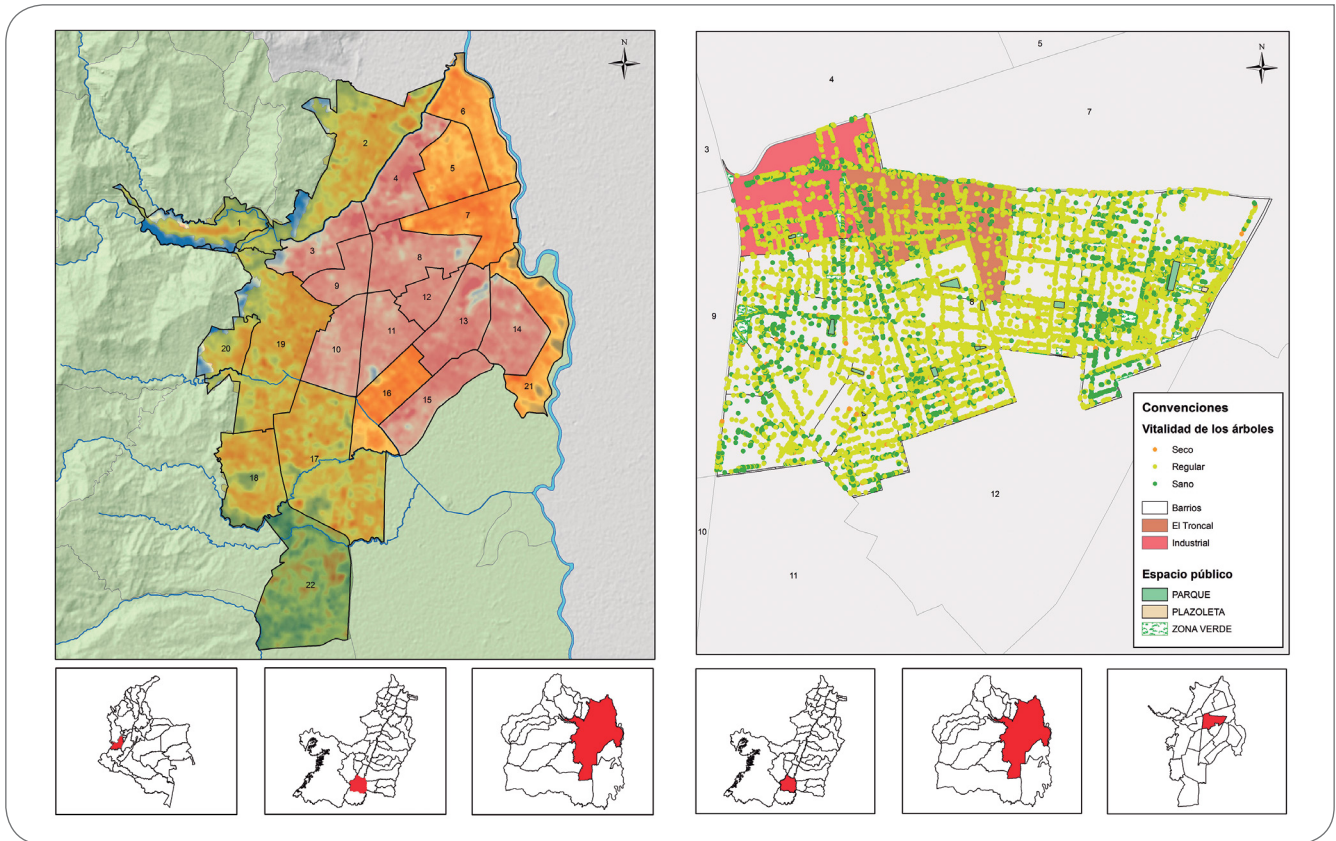 N
6
2
5
4
7
1
3
8
9
12
13
14
11
10
19
20
16
21
15
17
18
22
N
5
4
7
3
8
9
12
10
11
Convenciones
Vitalidad de los árboles
Seco
Regular
Sano
Barrios
El Troncal
Industrial
Espacio público
PARQUE
PLAZOLETA
ZONA VERDE